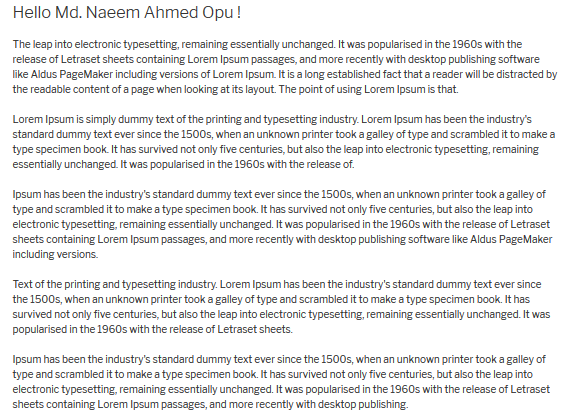 Hello Md. Naeem Ahmed Opu !
The leap into electronic typesetting, remaining essentially unchanged. It was popularised in the 1960s with the
release of Letraset sheets containing Lorem Ipsum passages, and more recently with desktop publishing software
like Aldus PageMaker including versions of Lorem Ipsum. It is a long established fact that a reader will be distracted by
the readable content of a page when looking at its layout. The point of using Lorem Ipsum is that.
Lorem Ipsum is simply dummy text of the printing and typesetting industry. Lorem Ipsum has been the industry's
standard dummy text ever since the 1500s, when an unknown printer took a galley of type and scrambled it to make a
type specimen book. It has survived not only five centuries, but also the leap into electronic typesetting, remaining
essentially unchanged. It was popularised in the 1960s with the release of.
Ipsum has been the industry's standard dummy text ever since the 1500s, when an unknown printer took a galley of
type and scrambled it to make a type specimen book. It has survived not only five centuries, but also the leap into
electronic typesetting, remaining essentially unchanged. It was popularised in the 1960s with the release of Letraset
sheets containing Lorem Ipsum passages, and more recently with desktop publishing software like Aldus PageMaker
including versions.
Text of the printing and typesetting industry. Lorem Ipsum has been the industry's standard dummy text ever since
the 1500s, when an unknown printer took a galley of type and scrambled it to make a type specimen book. It has
survived not only five centuries, but also the leap into electronic typesetting, remaining essentially unchanged. It was
popularised in the 1960s with the release of Letraset sheets.
Ipsum has been the industry's standard dummy text ever since the 1500s, when an unknown printer took a galley of
type and scrambled it to make a type specimen book. It has survived not only five centuries, but also the leap into
electronic typesetting, remaining essentially unchanged. It was popularised in the 1960s with the release of Letraset
sheets containing Lorem Ipsum passages, and more recently with desktop publishing.